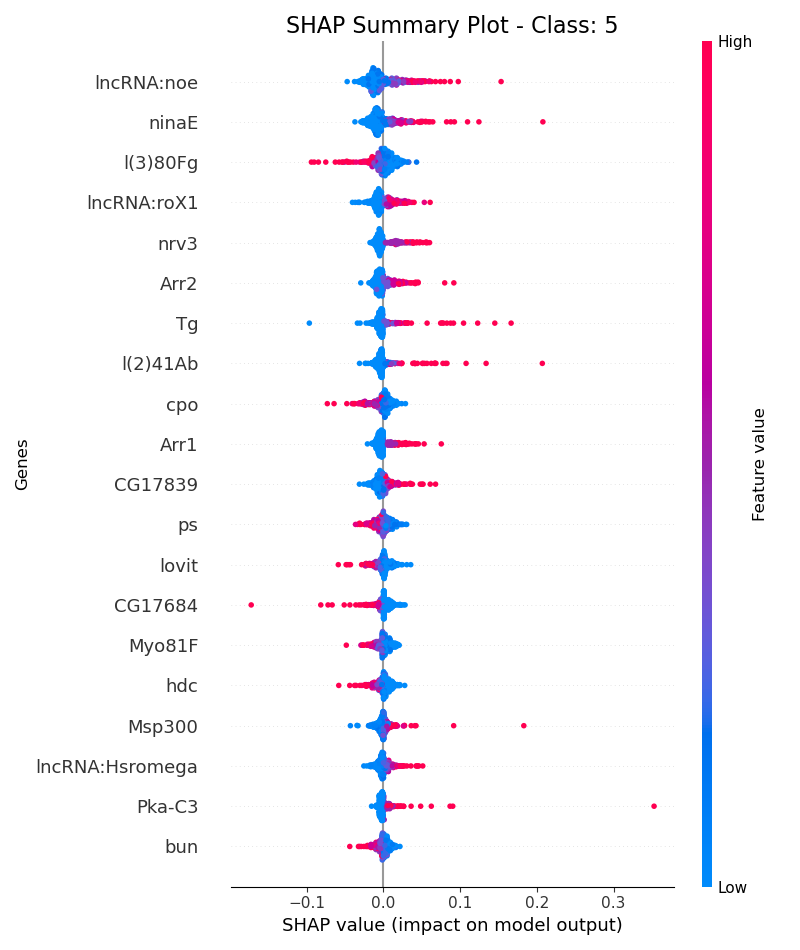 SHAP Summary Plot - Class: 5
High
lncRNA:noe
ninaE
l(3)80Fg
lncRNA:roX1
nrv3
Arr2
Tg
l(2)41Ab
cpo
Arr1
CG17839
ps
lovit
CG17684
Myo81F
hdc
Msp300
lncRNA:Hsromega
Pka-C3
bun
Genes
Feature value
Low
−0.1 0.0 0.1 0.2 0.3
SHAP value (impact on model output)